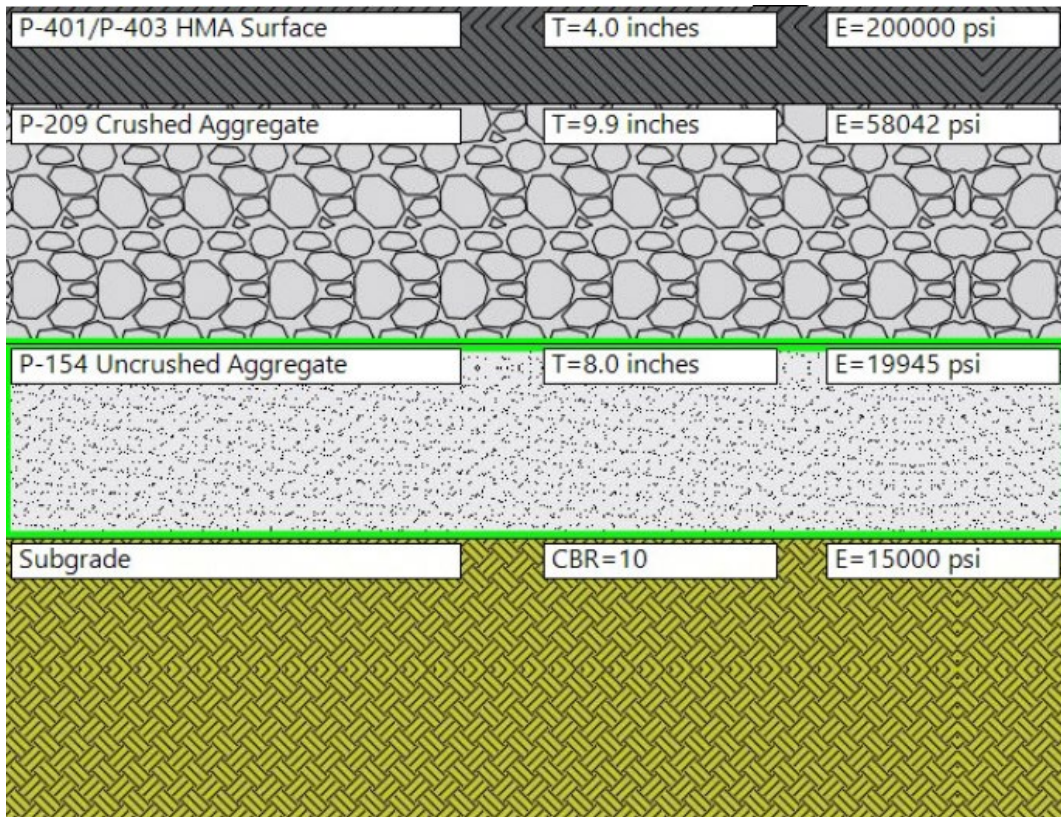 P-401/P-403 HMA Surface T=4.0 inches E=200000 psi
P-209 Crushed Aggregate T=9.9 inches E=58042 psi
P-154 Uncrushed Aggregate T=8.0 inches E=19945 psi
Subgrade CBR=10 E=15000 psi